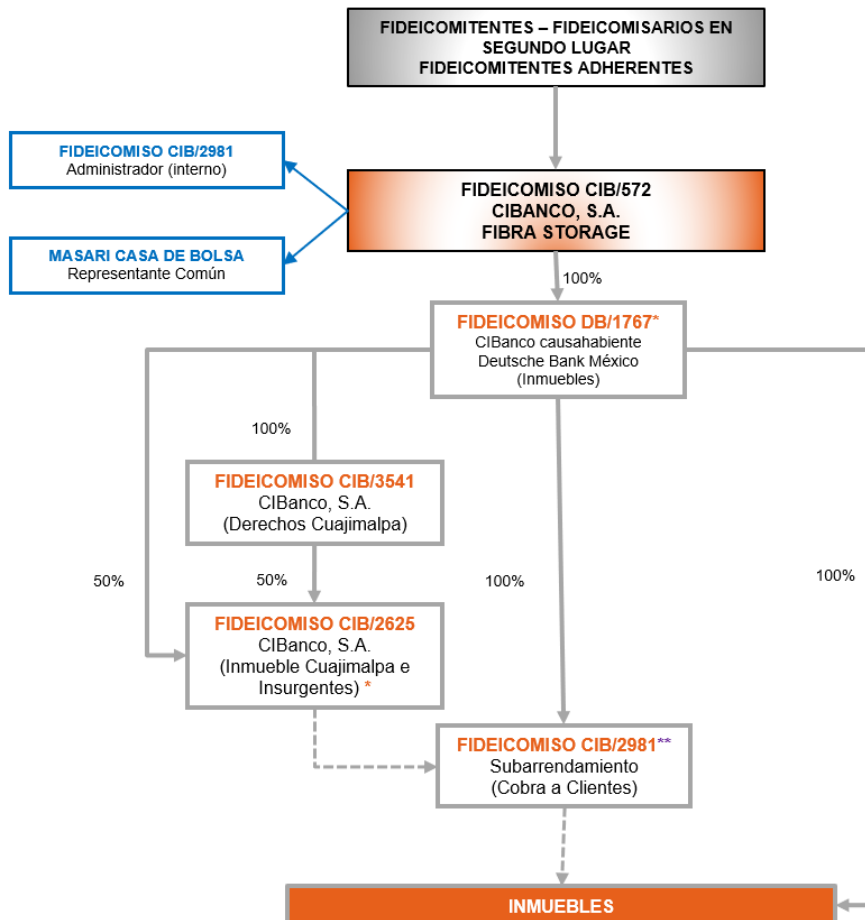 FIDEICOMITENTES – FIDEICOMISARIOS EN
SEGUNDO LUGAR
FIDEICOMITENTES ADHERENTES
FIDEICOMISO CIB/2981
Administrador (interno)
FIDEICOMISO CIB/572
CIBANCO, S.A.
FIBRA STORAGE
MASARI CASA DE BOLSA
Representante Común
100%
FIDEICOMISO DB/1767*
CIBanco causahabiente
Deutsche Bank México
(Inmuebles)
100%
FIDEICOMISO CIB/3541
CIBanco, S.A.
(Derechos Cuajimalpa)
50%
50%
100%
100%
FIDEICOMISO CIB/2625
CIBanco, S.A.
(Inmueble Cuajimalpa e
Insurgentes) *
FIDEICOMISO CIB/2981**
Subarrendamiento
(Cobra a Clientes)
INMUEBLES